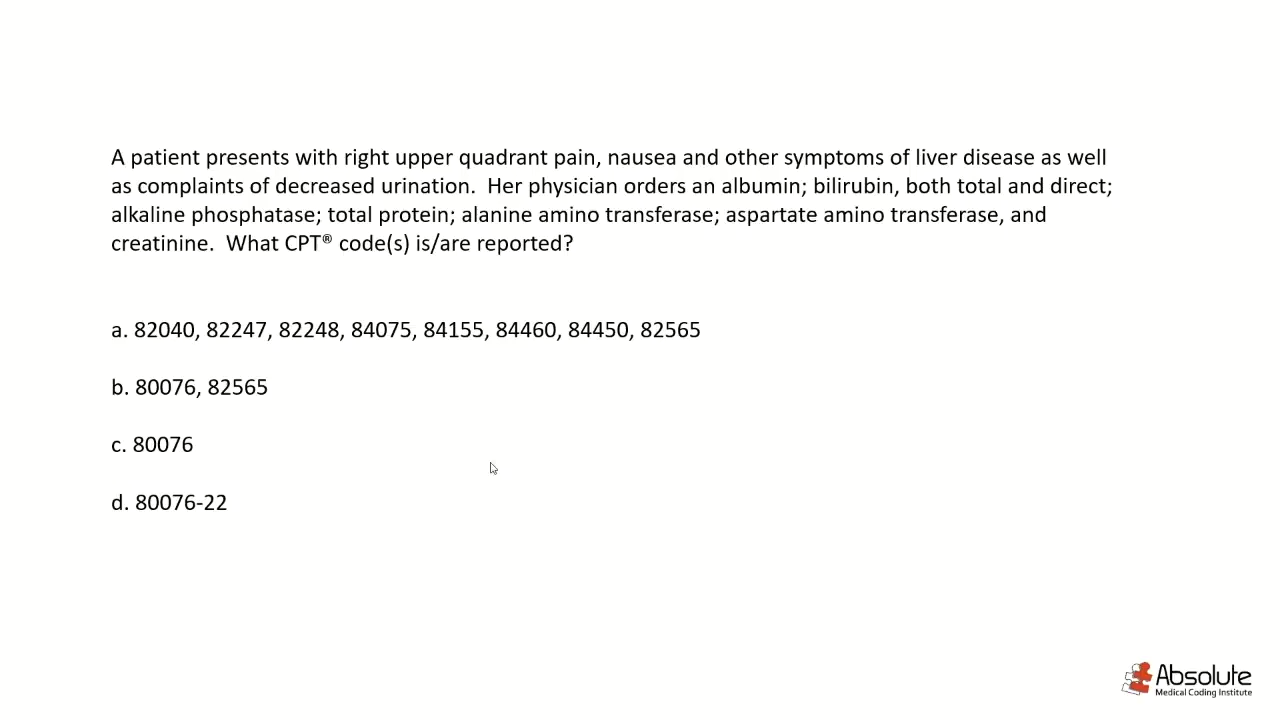 A patient presents with right upper quadrant pain, nausea and other symptoms of liver disease as well
as complaints of decreased urination.  Her physician orders an albumin; bilirubin, both total and direct;
alkaline phosphatase; total protein; alanine amino transferase; aspartate amino transferase, and
creatinine.  What CPT® code(s) is/are reported?
a. 82040, 82247, 82248, 84075, 84155, 84460, 84450, 82565
b. 80076, 82565
c. 80076
d. 80076-22
Absolute
Medical Coding Institute